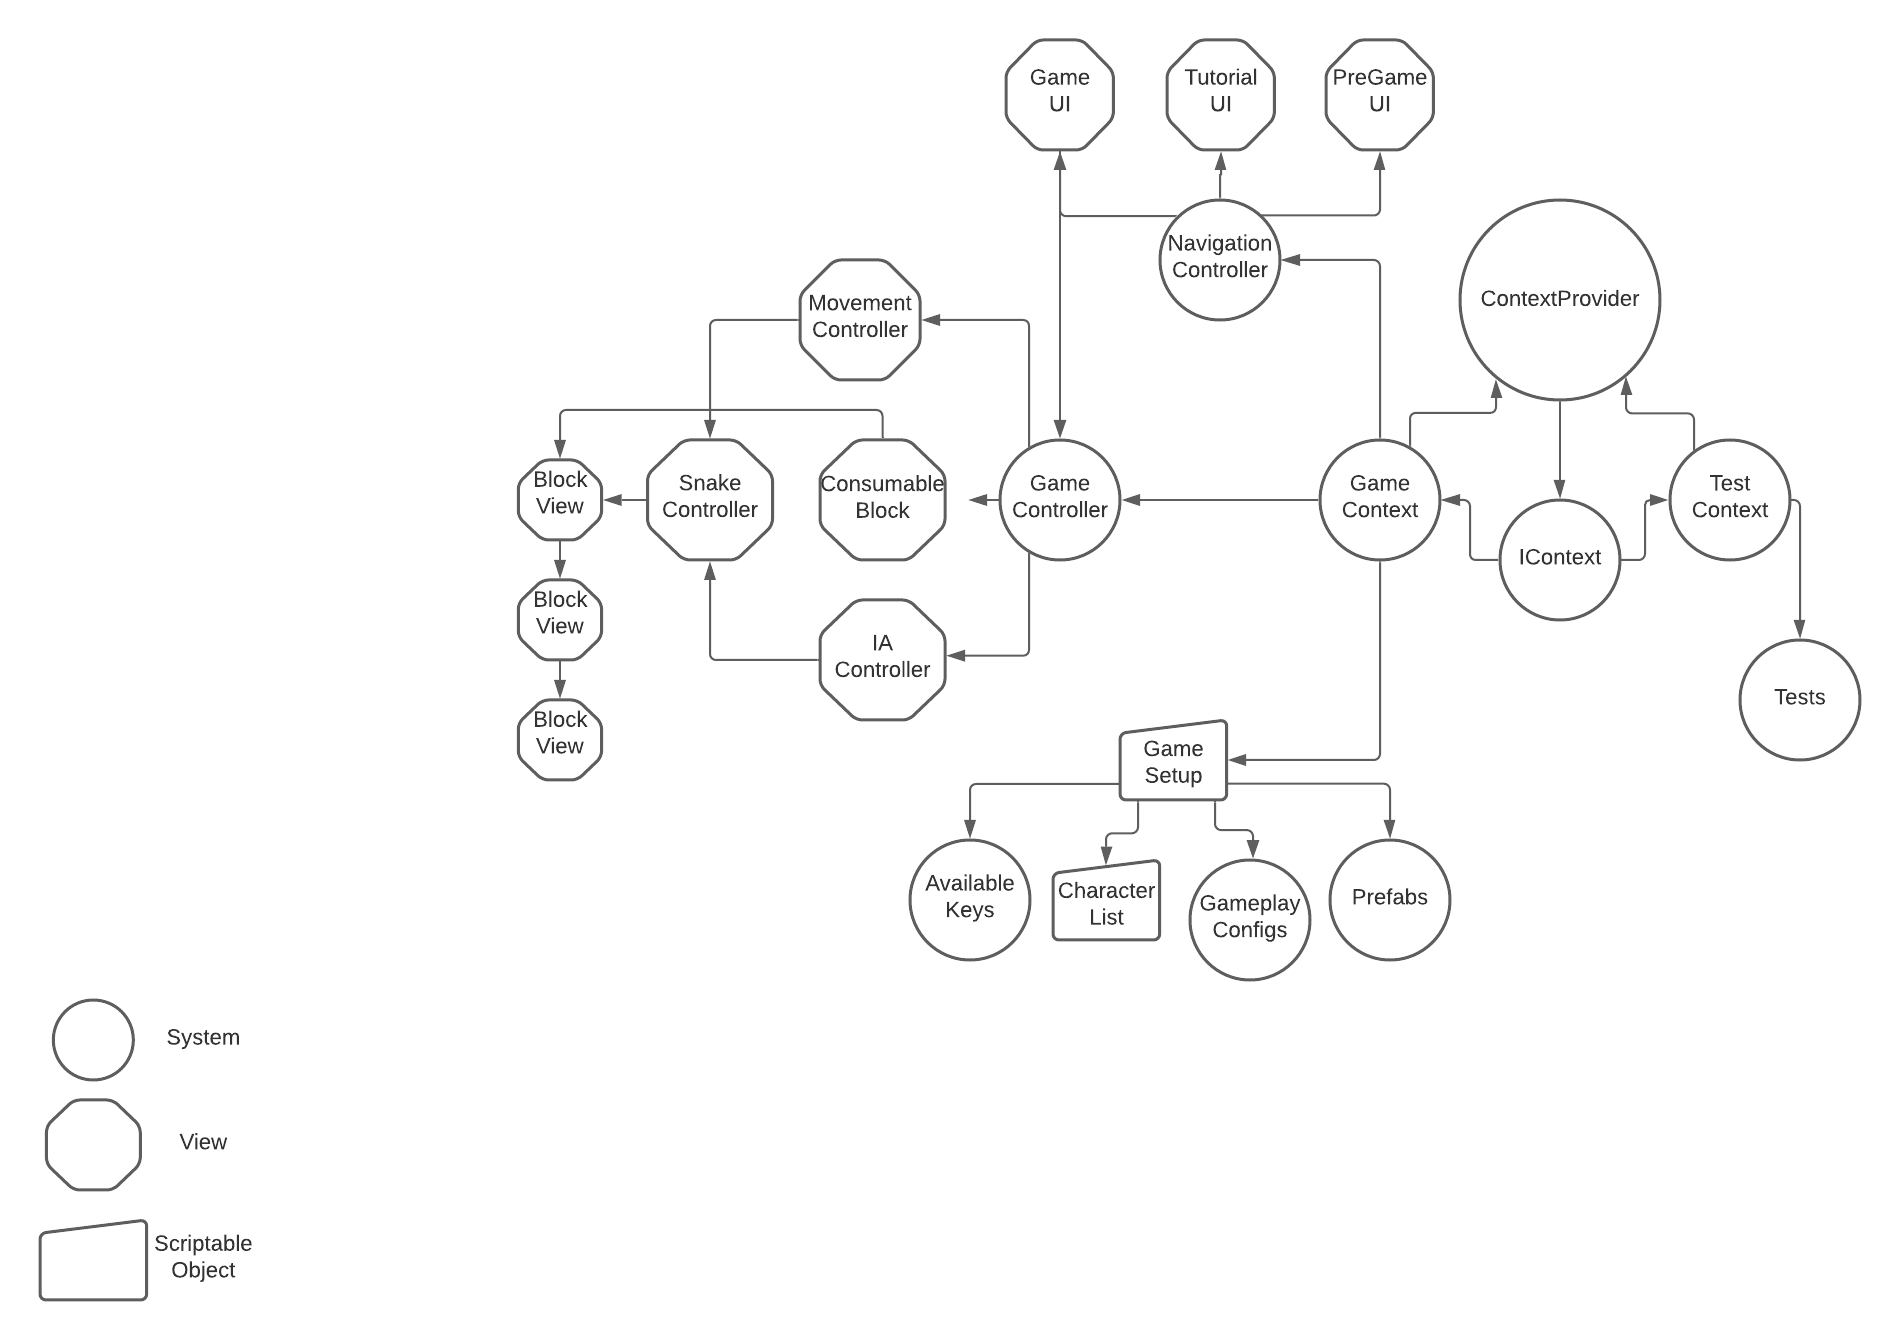 Game
UI
Tutorial
UI
PreGame
UI
Navigation
Controller
ContextProvider
Movement
Controller
Block
View
Snake
Controller
Consumable
Block
Game
Controller
Game
Context
IContext
Test
Context
Block
View
IA
Controller
Tests
Block
View
Game
Setup
Available
Keys
Character
List
Gameplay
Configs
Prefabs
System
View
Scriptable
Object